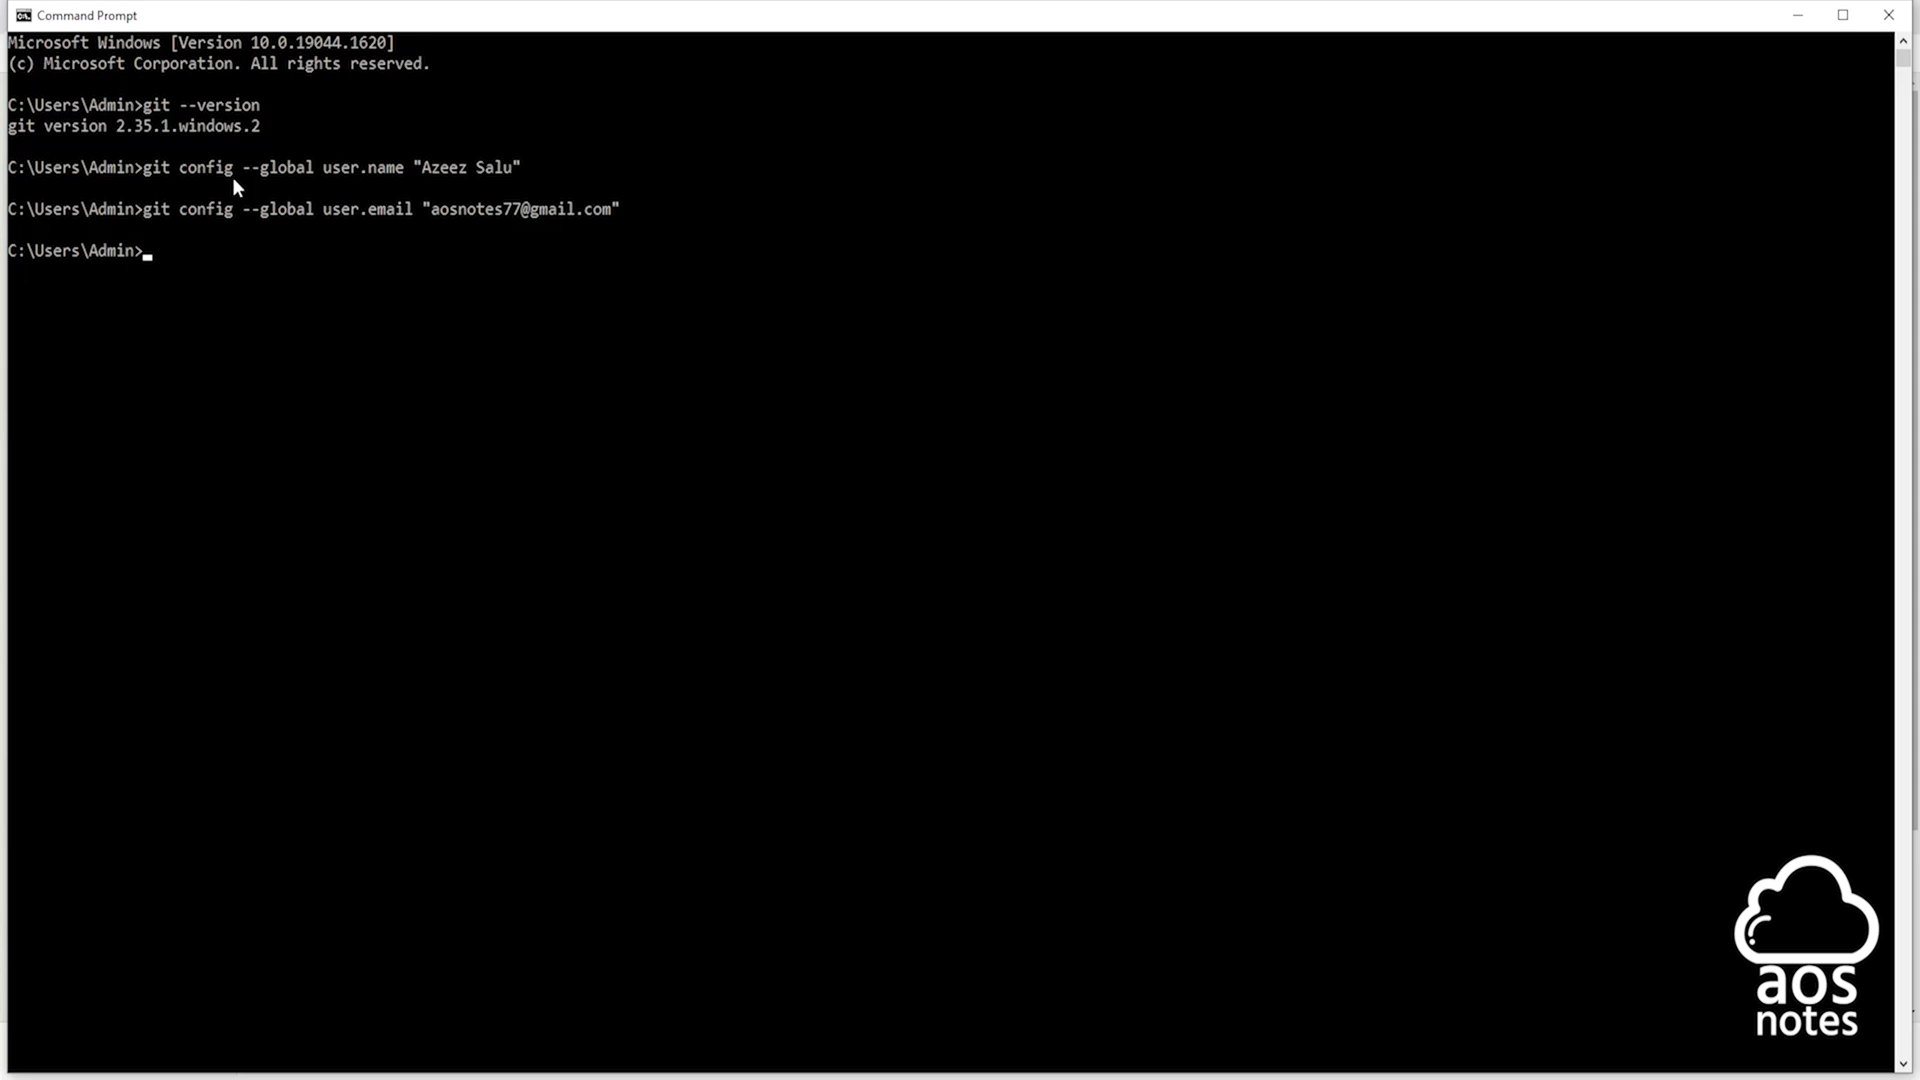 Command Prompt
Microsoft Windows [Version 10.0.19044.1620]
(c) Microsoft Corporation. All rights reserved.
C:\Users\Admin>git --version
git version 2.35.1.windows.2
C:\Users\Admin>git config --global user.name "Azeez Salu"
C:\Users\Admin>git config --global user.email "aosnotes77@gmail.com"
C:\Users\Admin>
aos
notes